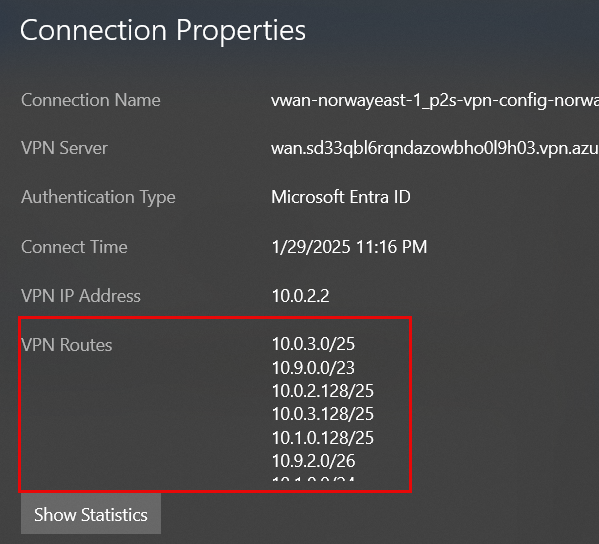 Connection Properties
Connection Name vwan-norwayeast-1_p2s-vpn-config-norwa
VPN Server wan.sd33qbl6rqndazowbho0l9h03.vpn.azu
Authentication Type Microsoft Entra ID
Connect Time 1/29/2025 11:16 PM
VPN IP Address 10.0.2.2
VPN Routes 10.0.3.0/25
10.9.0.0/23
10.0.2.128/25
10.0.3.128/25
10.1.0.128/25
10.9.2.0/26
Show Statistics